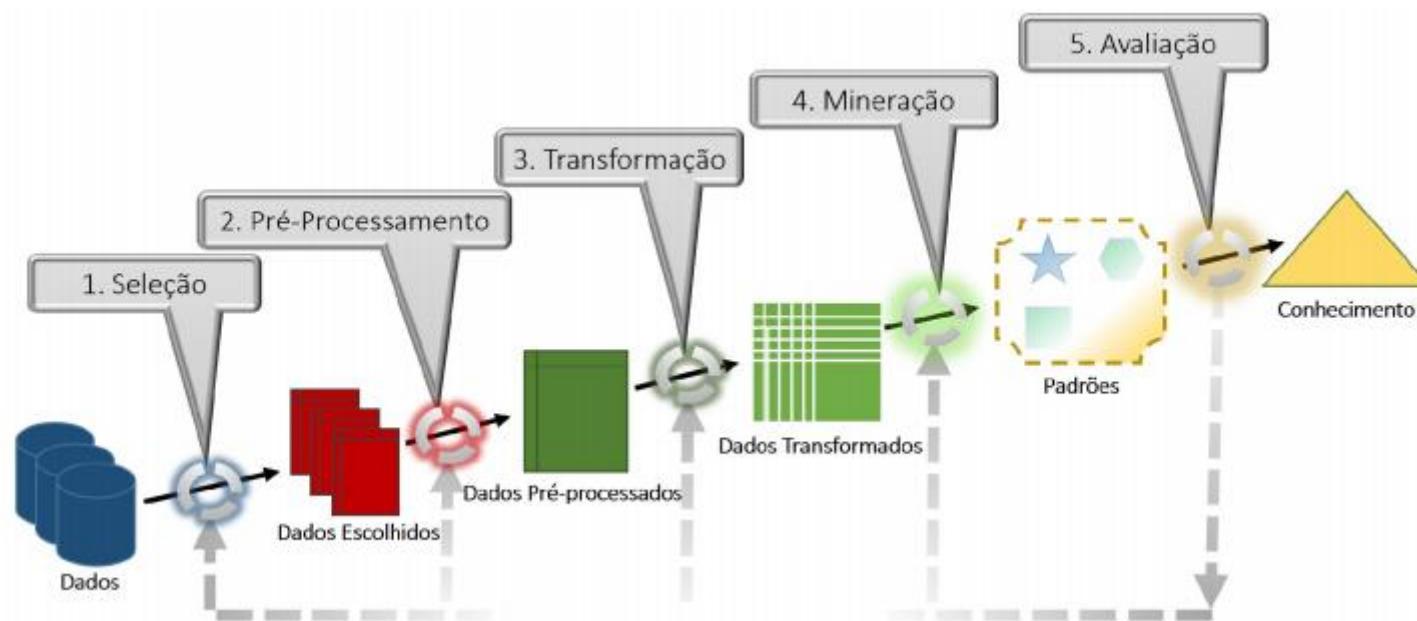 5. Avaliação
4. Mineração
3. Transformação
2. Pré-Processamento
1. Seleção
Conhecimento
Padrões
Dados Transformados
Dados Pré-processados
Dados Escolhidos
Dados